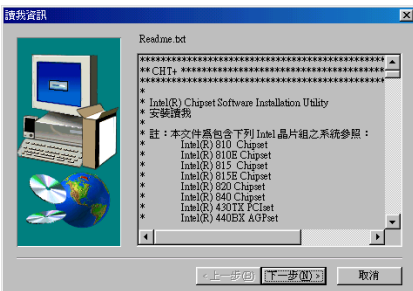 讀我資訊
Readme.txt
************************************************
** CHT+ ****************************************
************************************************
*
* Intel(R) Chipset Software Installation Utility
* 安裝讀我
*
* 註：本文件為包含下列 Intel 晶片組之系統參照：
* Intel(R) 810 Chipset
* Intel(R) 810E Chipset
* Intel(R) 815 Chipset
* Intel(R) 815E Chipset
* Intel(R) 820 Chipset
* Intel(R) 840 Chipset
* Intel(R) 430TX PCIset
* Intel(R) 440BX AGPset
<上一步(B) 下一步(N)> 取消